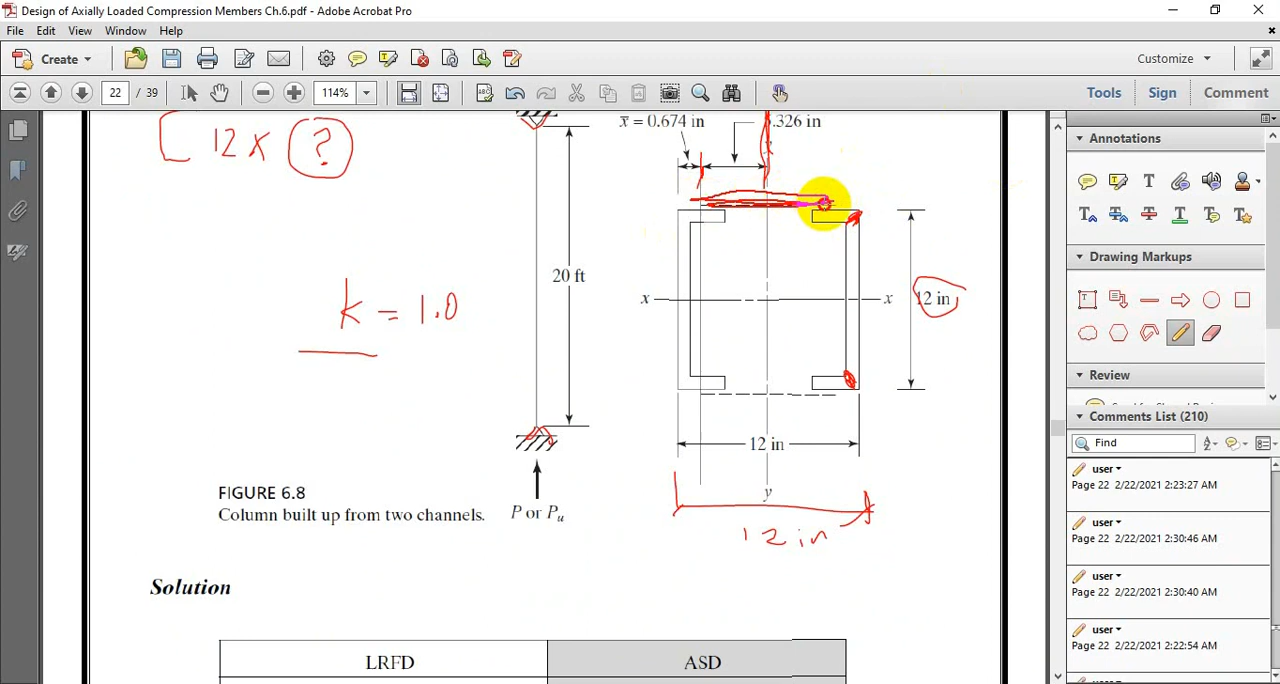 Design of Axially Loaded Compression Members Ch.6.pdf - Adobe Acrobat Pro
File Edit View Window Help
Create
Customize
22 / 39
114%
Tools Sign Comment
[ 12 x ?
x̅ = 0.674 in
.326 in
20 ft
k = 1.0
x
x
12 in
12 in
y
12 in
FIGURE 6.8
Column built up from two channels.
P or Pu
Solution
LRFD ASD
Annotations
T
T T T T T T
Drawing Markups
T
Review
Comments List (210)
Find
user
Page 22 2/22/2021 2:23:27 AM
user
Page 22 2/22/2021 2:30:46 AM
user
Page 22 2/22/2021 2:30:40 AM
user
Page 22 2/22/2021 2:22:54 AM
user